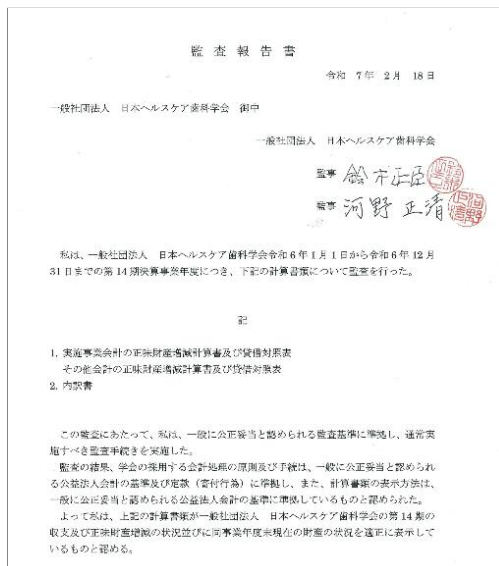 監査報告書
令和 7年 2月 18日
一般社団法人 日本ヘルスケア歯科学会 御中
一般社団法人 日本ヘルスケア歯科学会
監事 鈴木正臣
監事 河野正清
私は、一般社団法人 日本ヘルスケア歯科学会令和6年1月1日から令和6年12月
31日までの第14期決算事業年度につき、下記の計算書類について監査を行った。
記
1. 実施事業会計の正味財産増減計算書及び貸借対照表
その他会計の正味財産増減計算書及び貸借対照表
2. 内訳書
この監査にあたって、私は、一般に公正妥当と認められる監査基準に準拠し、通常実
施すべき監査手続きを実施した。
監査の結果、学会の採用する会計処理の原則及び手続は、一般に公正妥当と認められ
る公益法人会計の基準及び定款（寄付行為）に準拠し、また、計算書類の表示方法は、
一般に公正妥当と認められる公益法人会計の基準に準拠しているものと認められた。
よって私は、上記の計算書類が一般社団法人 日本ヘルスケア歯科学会の第14期の
収支及び正味財産増減の状況並びに同事業年度末現在の財産の状況を適正に表示して
いるものと認める。